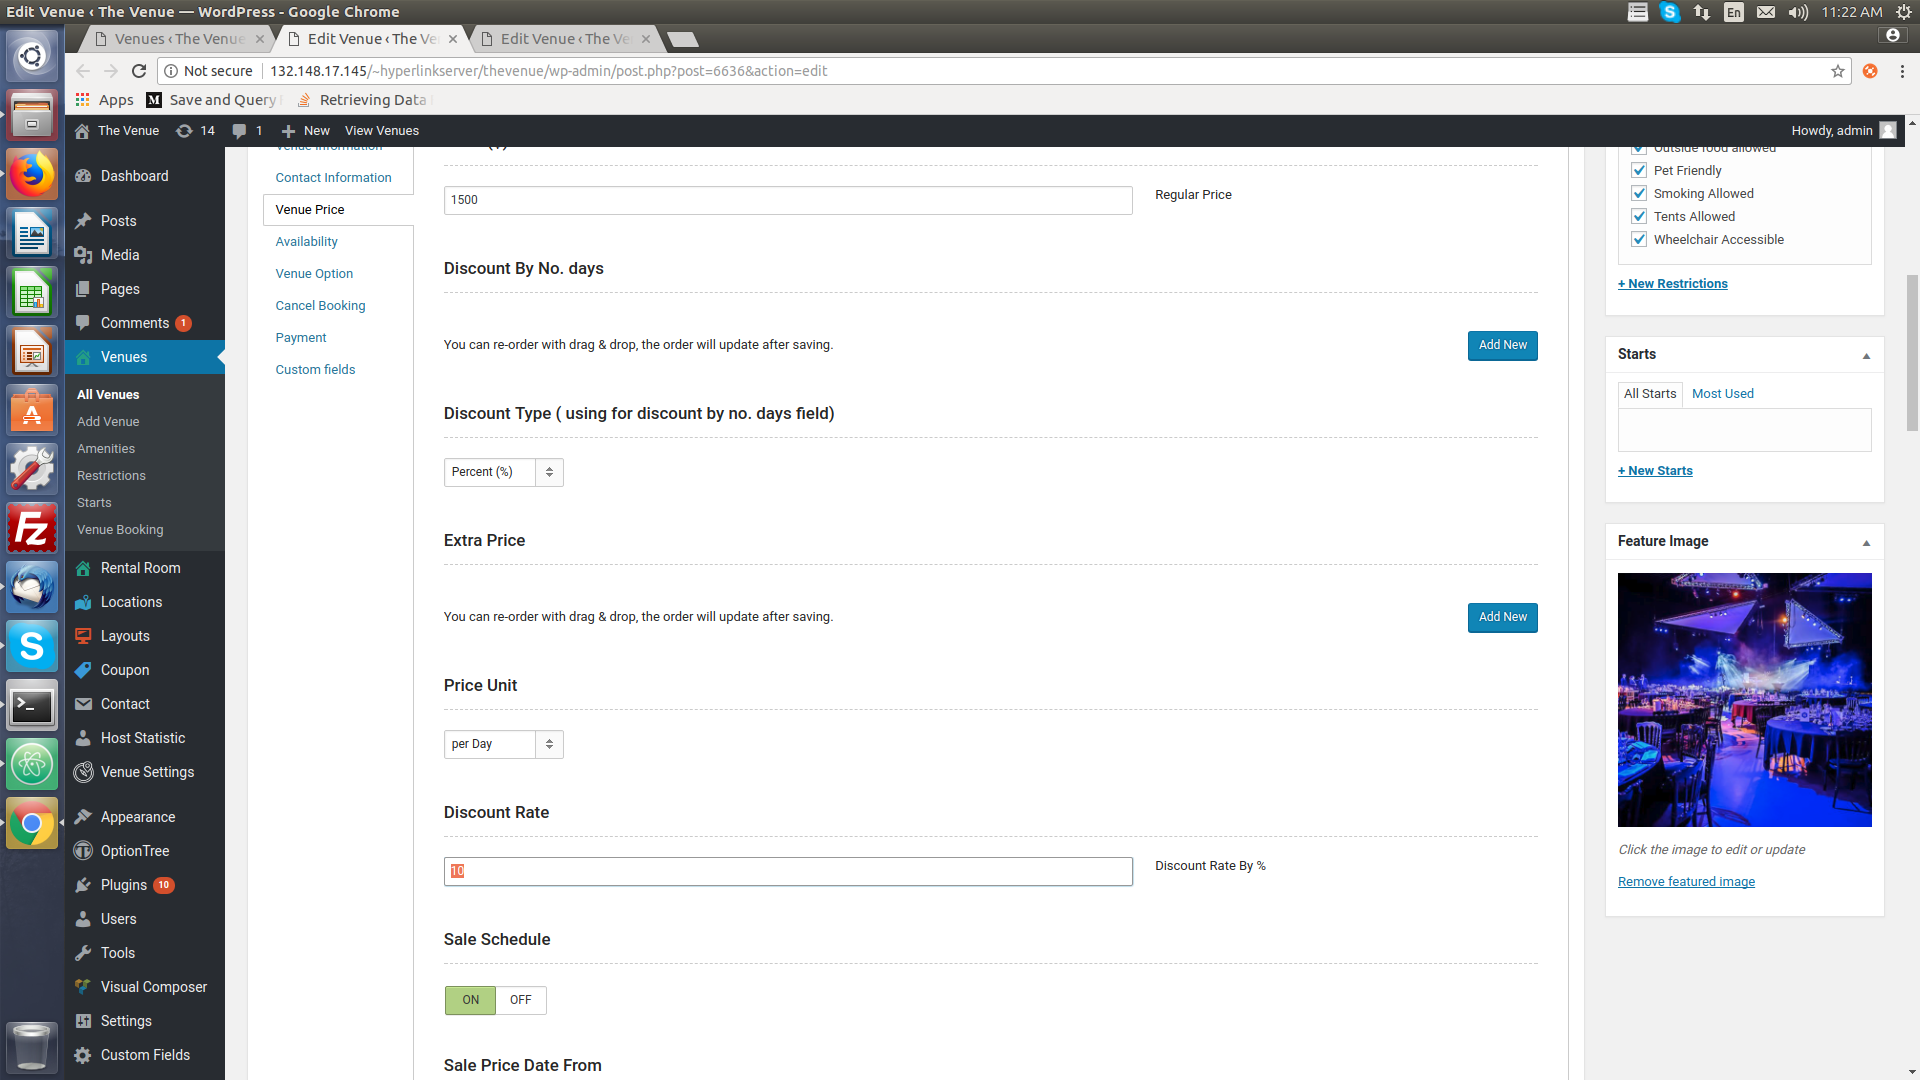 Edit Venue ‹ The Venue — WordPress - Google Chrome
En
11:22 AM
Venues ‹ The Venue
Edit Venue ‹ The Ve
Edit Venue ‹ The Ve
Not secure
132.148.17.145/~hyperlinkserver/thevenue/wp-admin/post.php?post=6636&action=edit
Apps
M
Save and Query
Retrieving Data
The Venue
14
1
New
View Venues
Howdy, admin
Dashboard
Posts
Media
Pages
Comments 1
Venues
All Venues
Add Venue
Amenities
Restrictions
Starts
Venue Booking
Rental Room
Locations
Layouts
Coupon
Contact
Host Statistic
Venue Settings
Appearance
OptionTree
Plugins 10
Users
Tools
Visual Composer
Settings
Custom Fields
Venue Information
Contact Information
Venue Price
Availability
Venue Option
Cancel Booking
Payment
Custom fields
1500
Regular Price
Discount By No. days
You can re-order with drag & drop, the order will update after saving.
Add New
Discount Type ( using for discount by no. days field)
Percent (%)
Extra Price
You can re-order with drag & drop, the order will update after saving.
Add New
Price Unit
per Day
Discount Rate
10
Discount Rate By %
Sale Schedule
ON
OFF
Sale Price Date From
Outside food allowed
Pet Friendly
Smoking Allowed
Tents Allowed
Wheelchair Accessible
+ New Restrictions
Starts
All Starts
Most Used
+ New Starts
Feature Image
Click the image to edit or update
Remove featured image